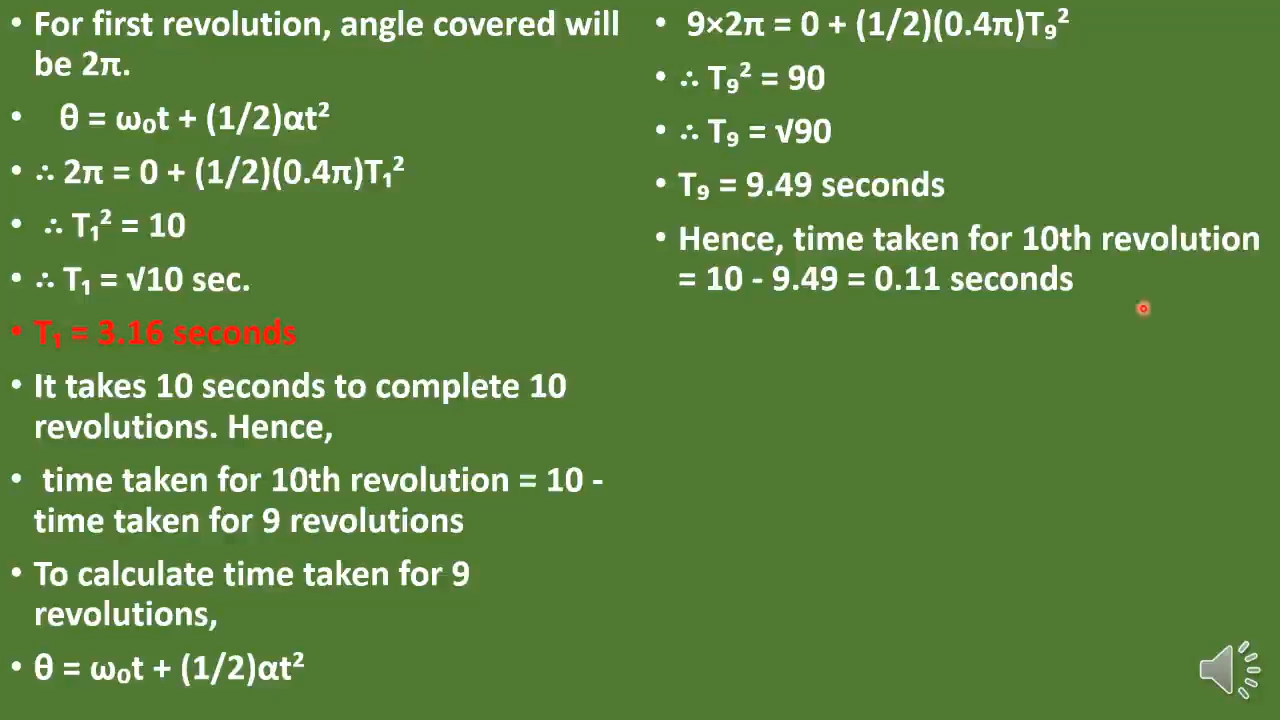 • For first revolution, angle covered will
be 2π.
• θ = ω₀t + (1/2)αt²
• ∴ 2π = 0 + (1/2)(0.4π)T₁²
• ∴ T₁² = 10
• ∴ T₁ = √10 sec.
• T₁ = 3.16 seconds
• It takes 10 seconds to complete 10
revolutions. Hence,
• time taken for 10th revolution = 10 -
time taken for 9 revolutions
• To calculate time taken for 9
revolutions,
• θ = ω₀t + (1/2)αt²
• 9×2π = 0 + (1/2)(0.4π)T₉²
• ∴ T₉² = 90
• ∴ T₉ = √90
• T₉ = 9.49 seconds
• Hence, time taken for 10th revolution
= 10 - 9.49 = 0.11 seconds